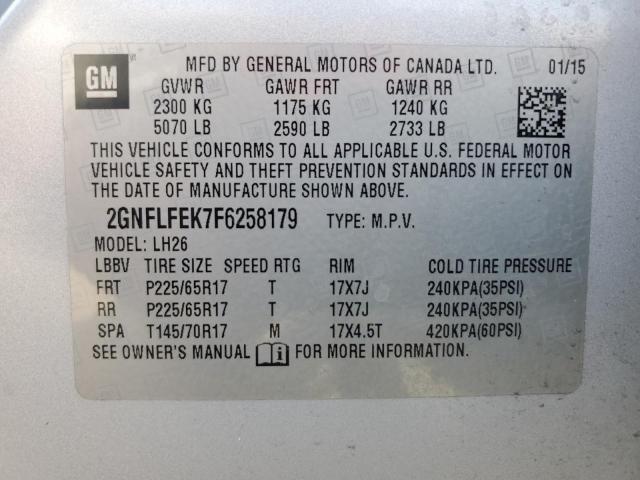 GM
MFD BY GENERAL MOTORS OF CANADA LTD. 01/15
GVWR GAWR FRT GAWR RR
2300 KG 1175 KG 1240 KG
5070 LB 2590 LB 2733 LB
THIS VEHICLE CONFORMS TO ALL APPLICABLE U.S. FEDERAL MOTOR
VEHICLE SAFETY AND THEFT PREVENTION STANDARDS IN EFFECT ON
THE DATE OF MANUFACTURE SHOWN ABOVE.
2GNFLFEK7F6258179 TYPE: M.P.V.
MODEL: LH26
LBBV TIRE SIZE SPEED RTG RIM COLD TIRE PRESSURE
FRT P225/65R17 T 17X7J 240KPA(35PSI)
RR P225/65R17 T 17X7J 240KPA(35PSI)
SPA T145/70R17 M 17X4.5T 420KPA(60PSI)
SEE OWNER'S MANUAL i FOR MORE INFORMATION.